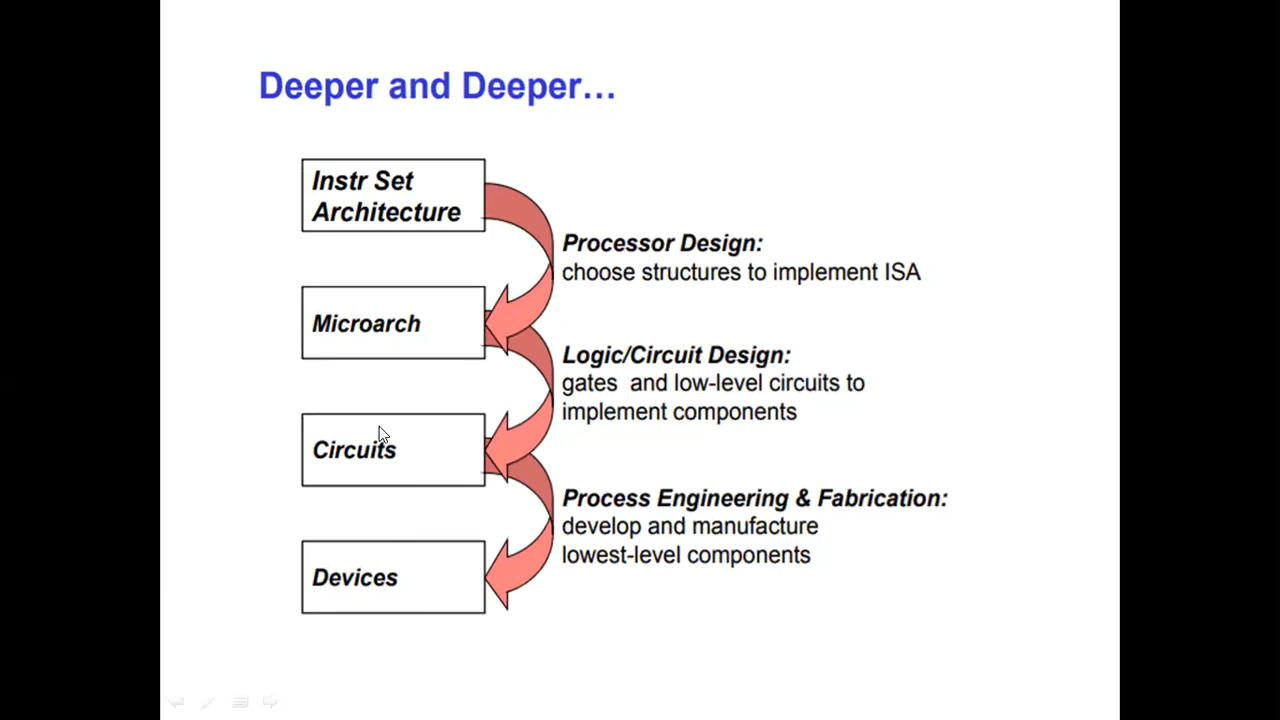 Deeper and Deeper…
Instr Set
Architecture
Processor Design:
choose structures to implement ISA
Microarch
Logic/Circuit Design:
gates and low-level circuits to
implement components
Circuits
Process Engineering & Fabrication:
develop and manufacture
lowest-level components
Devices